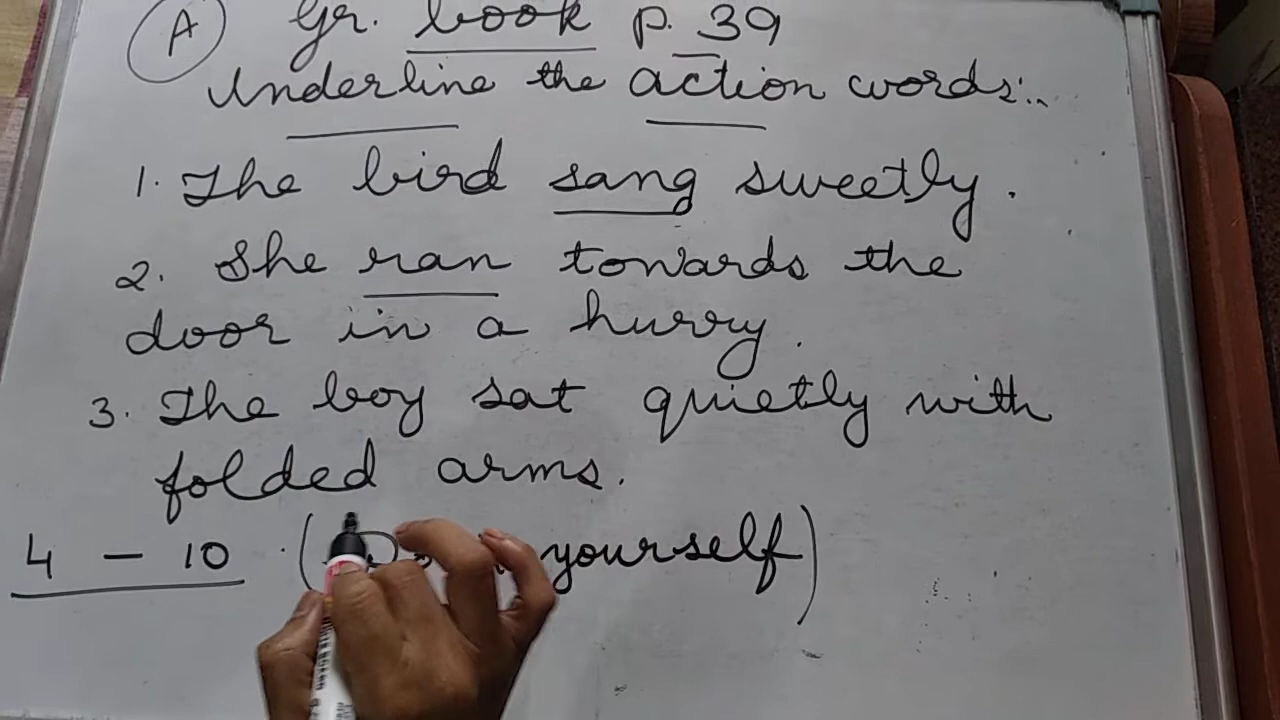 A Gr. book p. 39
Underline the action words:..
1. The bird sang sweetly.
2. She ran towards the
door in a hurry.
3. The boy sat quietly with
folded arms.
4 - 10 . ( yourself)